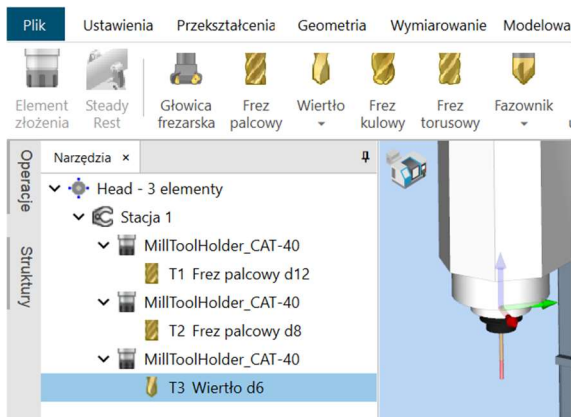 Plik Ustawienia Przekształcenia Geometria Wymiarowanie Modelowa
Element złożenia
Steady Rest
Głowica frezarska
Frez palcowy
Wiertło
Frez kulowy
Frez torusowy
Fazownik
Operacje
Struktury
Narzędzia ×
Head - 3 elementy
Stacja 1
MillToolHolder_CAT-40
T1 Frez palcowy d12
MillToolHolder_CAT-40
T2 Frez palcowy d8
MillToolHolder_CAT-40
T3 Wiertło d6